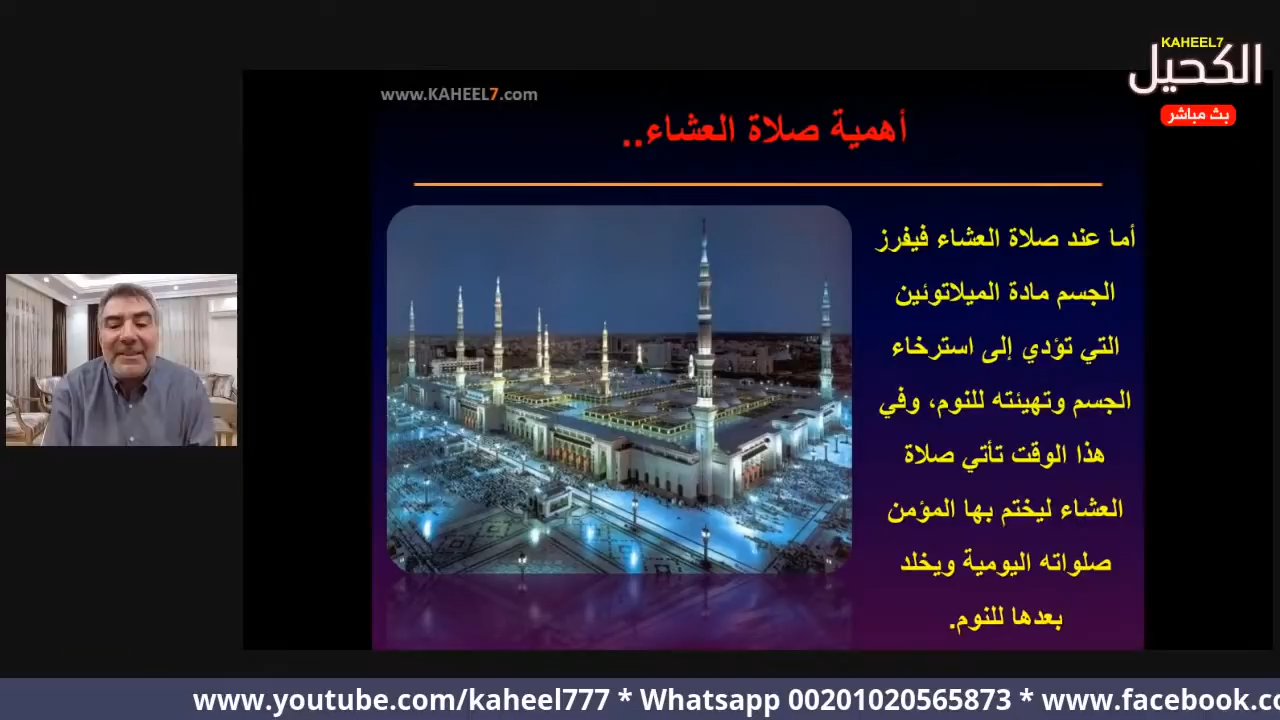 KAHEEL7
الكحيل
بث مباشر
www.KAHEEL7.com
أهمية صلاة العشاء..
أما عند صلاة العشاء فيفرز
الجسم مادة الميلاتوئين
التي تؤدي إلى استرخاء
الجسم وتهيئته للنوم، وفي
هذا الوقت تأتي صلاة
العشاء ليختم بها المؤمن
صلواته اليومية ويخلد
بعدها للنوم.
www.youtube.com/kaheel777 * Whatsapp 00201020565873 * www.facebook.co